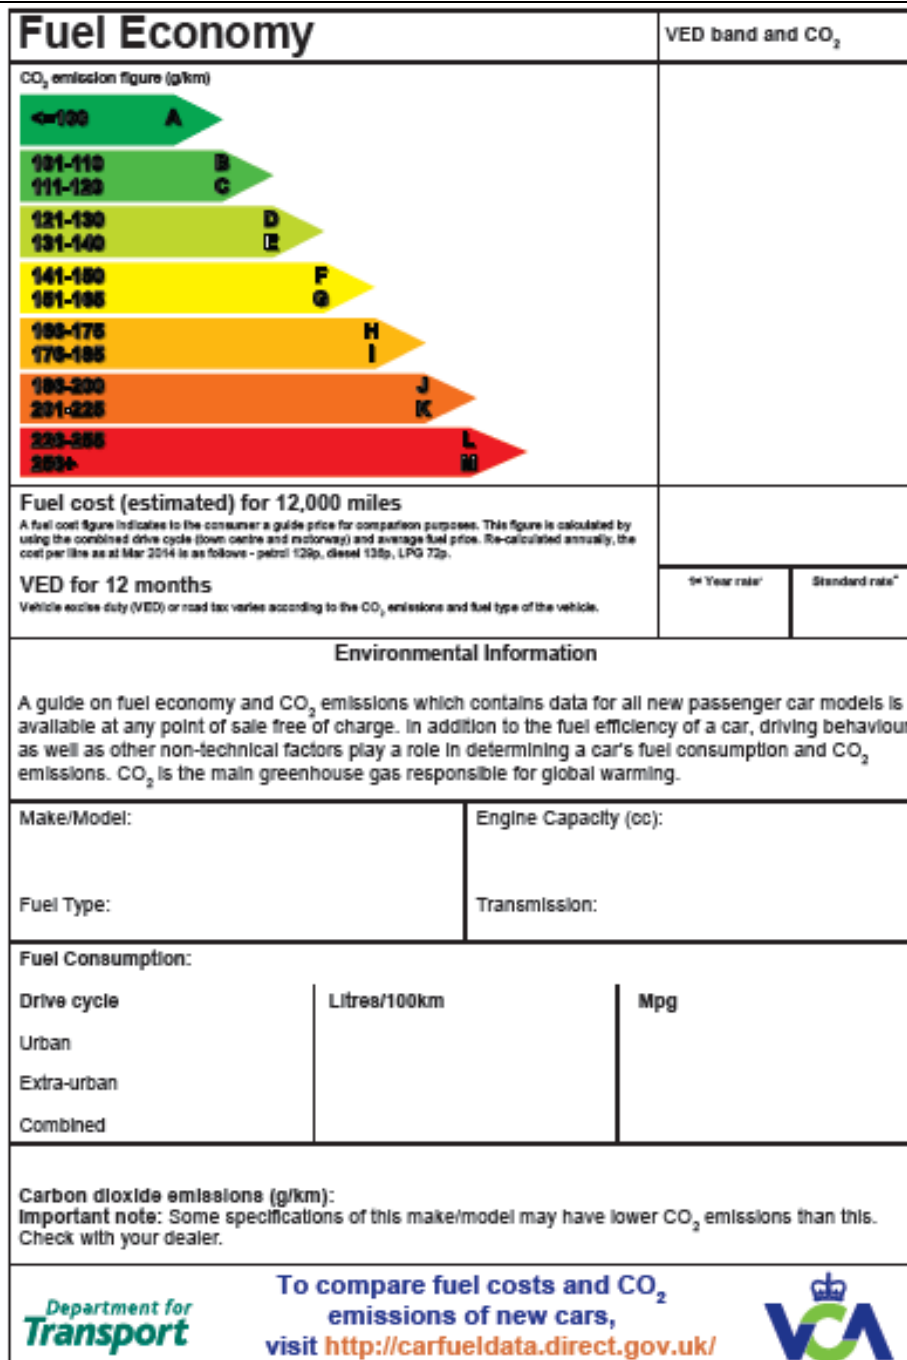 Fuel Economy
VED band and CO₂
CO₂ emission figure (g/km)
<=100 A
101-110 B
111-120 C
121-130 D
131-140 E
141-150 F
151-165 G
166-175 H
176-185 I
186-200 J
201-225 K
226-255 L
255+ M
Fuel cost (estimated) for 12,000 miles
A fuel cost figure indicates to the consumer a guide price for comparison purposes. This figure is calculated by
using the combined drive cycle (town centre and motorway) and average fuel price. Re-calculated annually, the
cost per litre as at Mar 2014 is as follows - petrol 129p, diesel 136p, LPG 72p.
VED for 12 months
Vehicle excise duty (VED) or road tax varies according to the CO₂ emissions and fuel type of the vehicle.
1st Year rate*
Standard rate*
Environmental Information
A guide on fuel economy and CO₂ emissions which contains data for all new passenger car models is
available at any point of sale free of charge. In addition to the fuel efficiency of a car, driving behaviour
as well as other non-technical factors play a role in determining a car's fuel consumption and CO₂
emissions. CO₂ is the main greenhouse gas responsible for global warming.
Make/Model:
Engine Capacity (cc):
Fuel Type:
Transmission:
Fuel Consumption:
Drive cycle Litres/100km Mpg
Urban
Extra-urban
Combined
Carbon dioxide emissions (g/km):
Important note: Some specifications of this make/model may have lower CO₂ emissions than this.
Check with your dealer.
Department for
Transport
To compare fuel costs and CO₂
emissions of new cars,
visit http://carfueldata.direct.gov.uk/
VCA